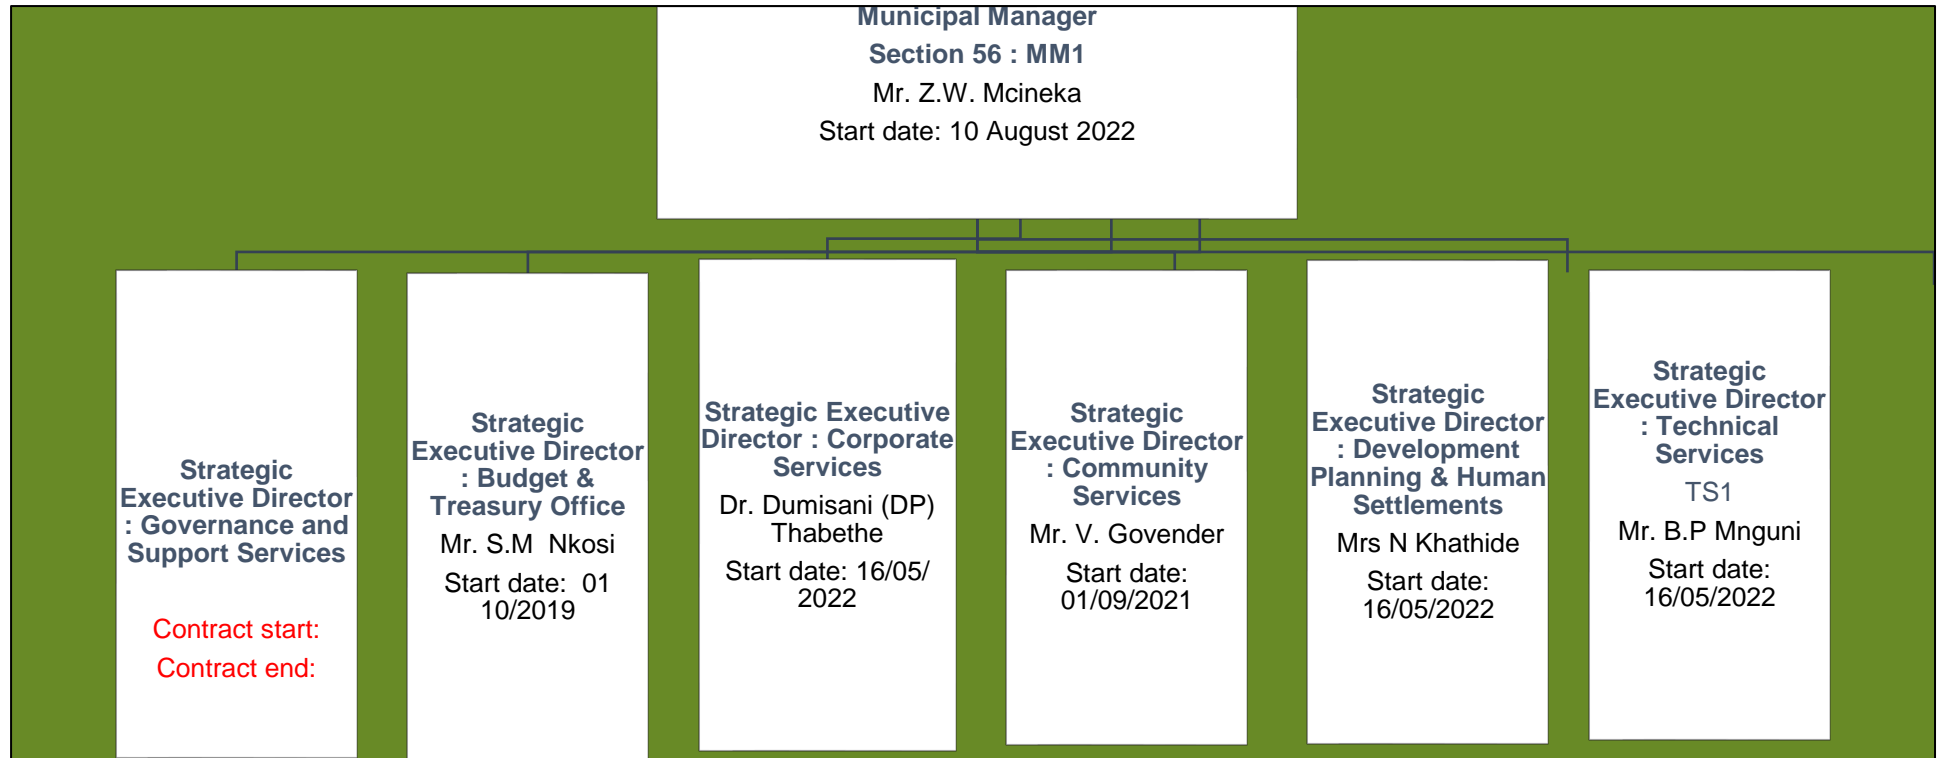 Municipal Manager
Section 56 : MM1
Mr. Z.W. Mcineka
Start date: 10 August 2022
Strategic
Executive Director
: Governance and
Support Services
Contract start:
Contract end:
Strategic
Executive Director
: Budget &
Treasury Office
Mr. S.M  Nkosi
Start date:  01
10/2019
Strategic Executive
Director : Corporate
Services
Dr. Dumisani (DP)
Thabethe
Start date: 16/05/
2022
Strategic
Executive Director
: Community
Services
Mr. V. Govender
Start date:
01/09/2021
Strategic
Executive Director
: Development
Planning & Human
Settlements
Mrs N Khathide
Start date:
16/05/2022
Strategic
Executive Director
: Technical
Services
TS1
Mr. B.P Mnguni
Start date:
16/05/2022